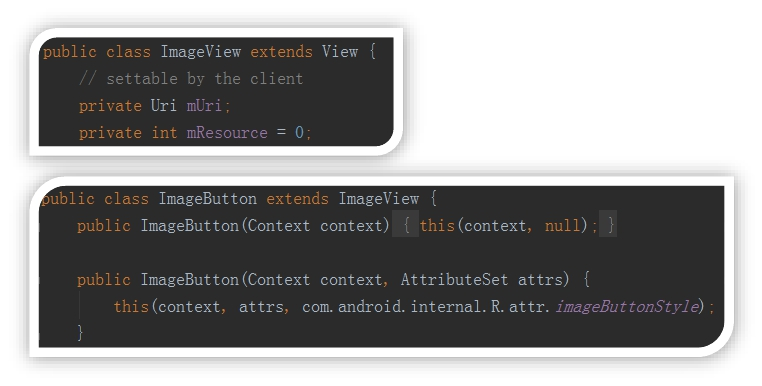 public class ImageView extends View {
// settable by the client
private Uri mUri;
private int mResource = 0;
public class ImageButton extends ImageView {
public ImageButton(Context context) { this(context, null); }
public ImageButton(Context context, AttributeSet attrs) {
this(context, attrs, com.android.internal.R.attr.imageButtonStyle);
}